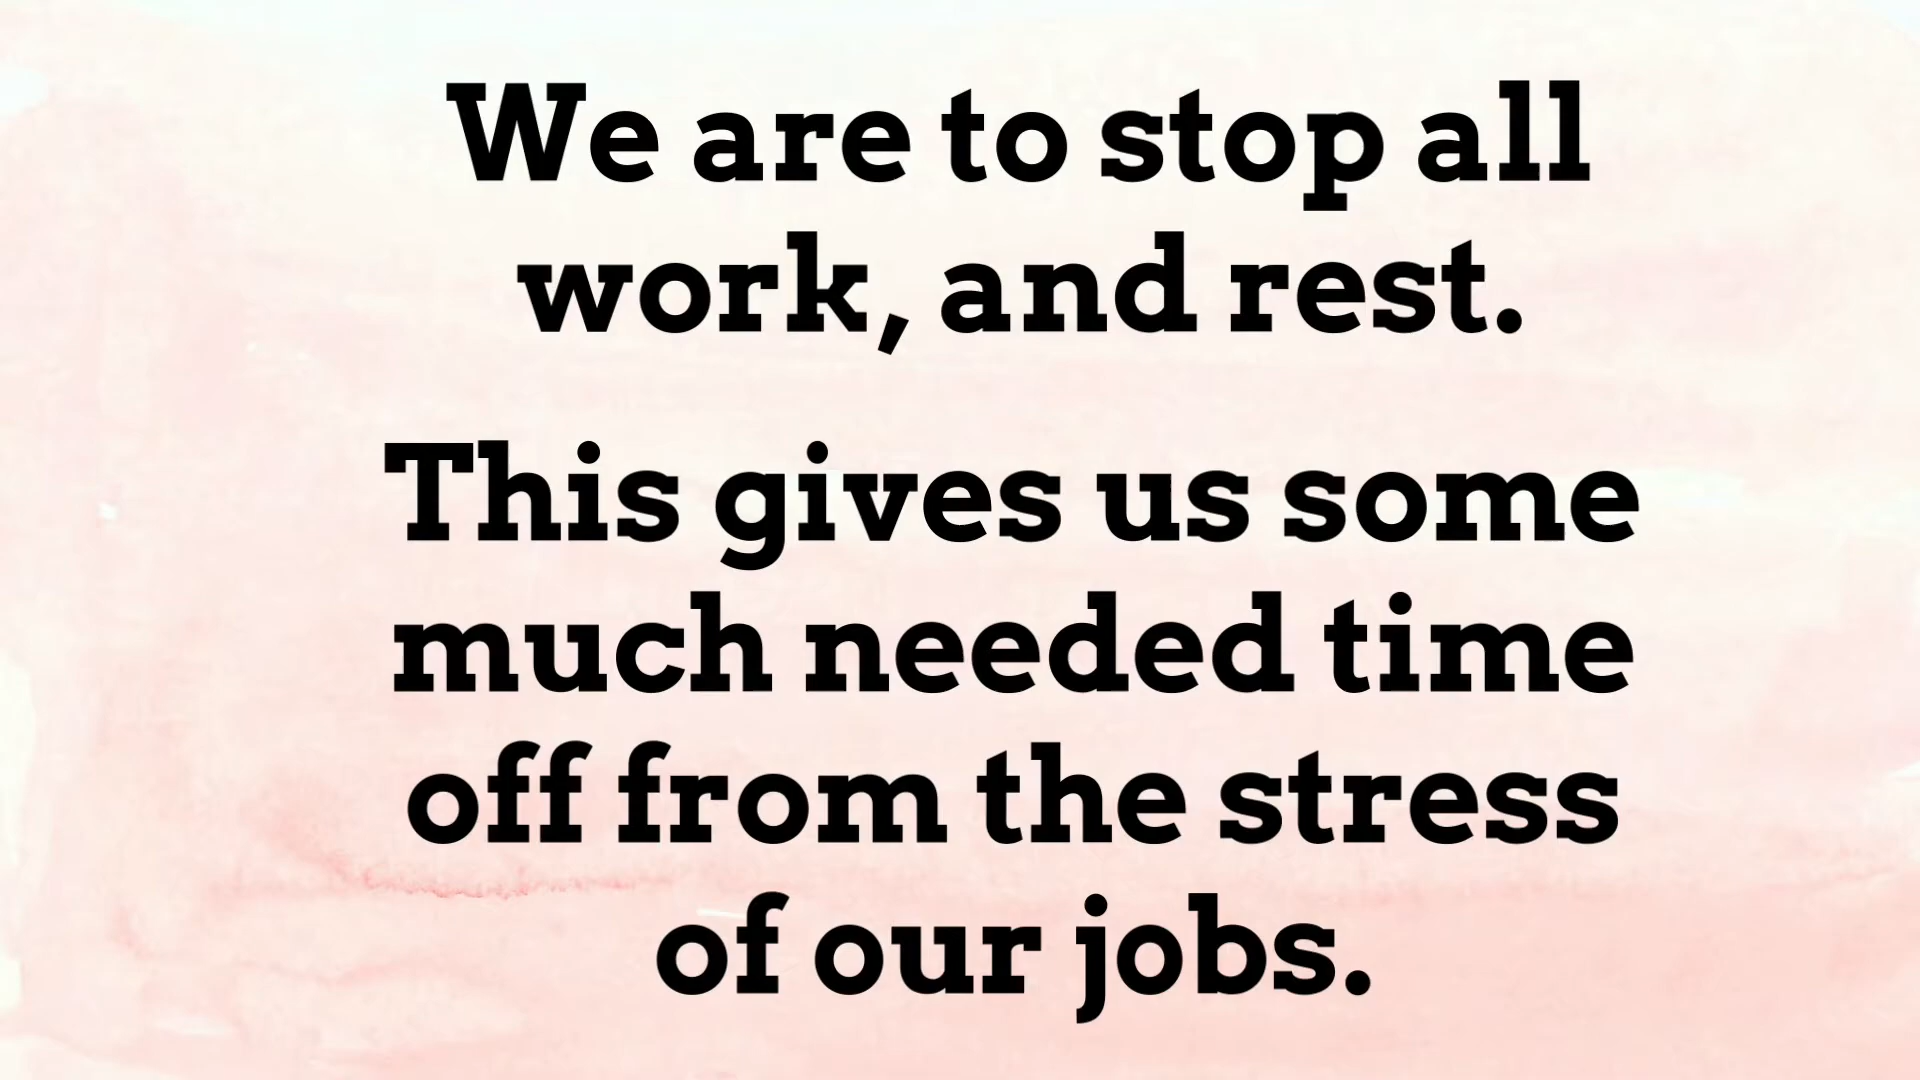 We are to stop all
work, and rest.
This gives us some
much needed time
off from the stress
of our jobs.